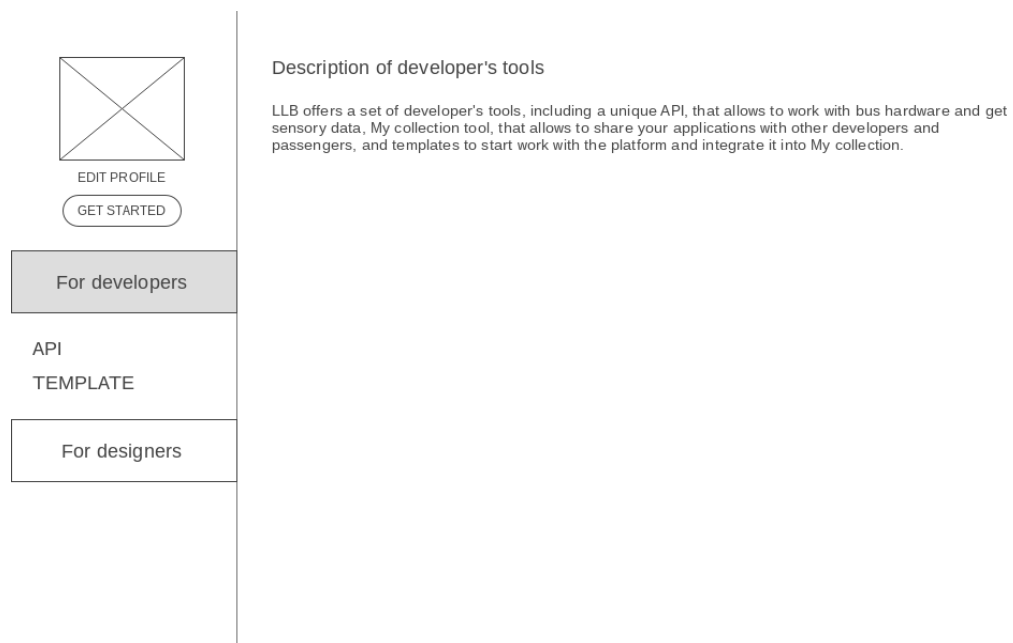 EDIT PROFILE
GET STARTED
For developers
API
TEMPLATE
For designers
Description of developer's tools
LLB offers a set of developer's tools, including a unique API, that allows to work with bus hardware and get
sensory data, My collection tool, that allows to share your applications with other developers and
passengers, and templates to start work with the platform and integrate it into My collection.